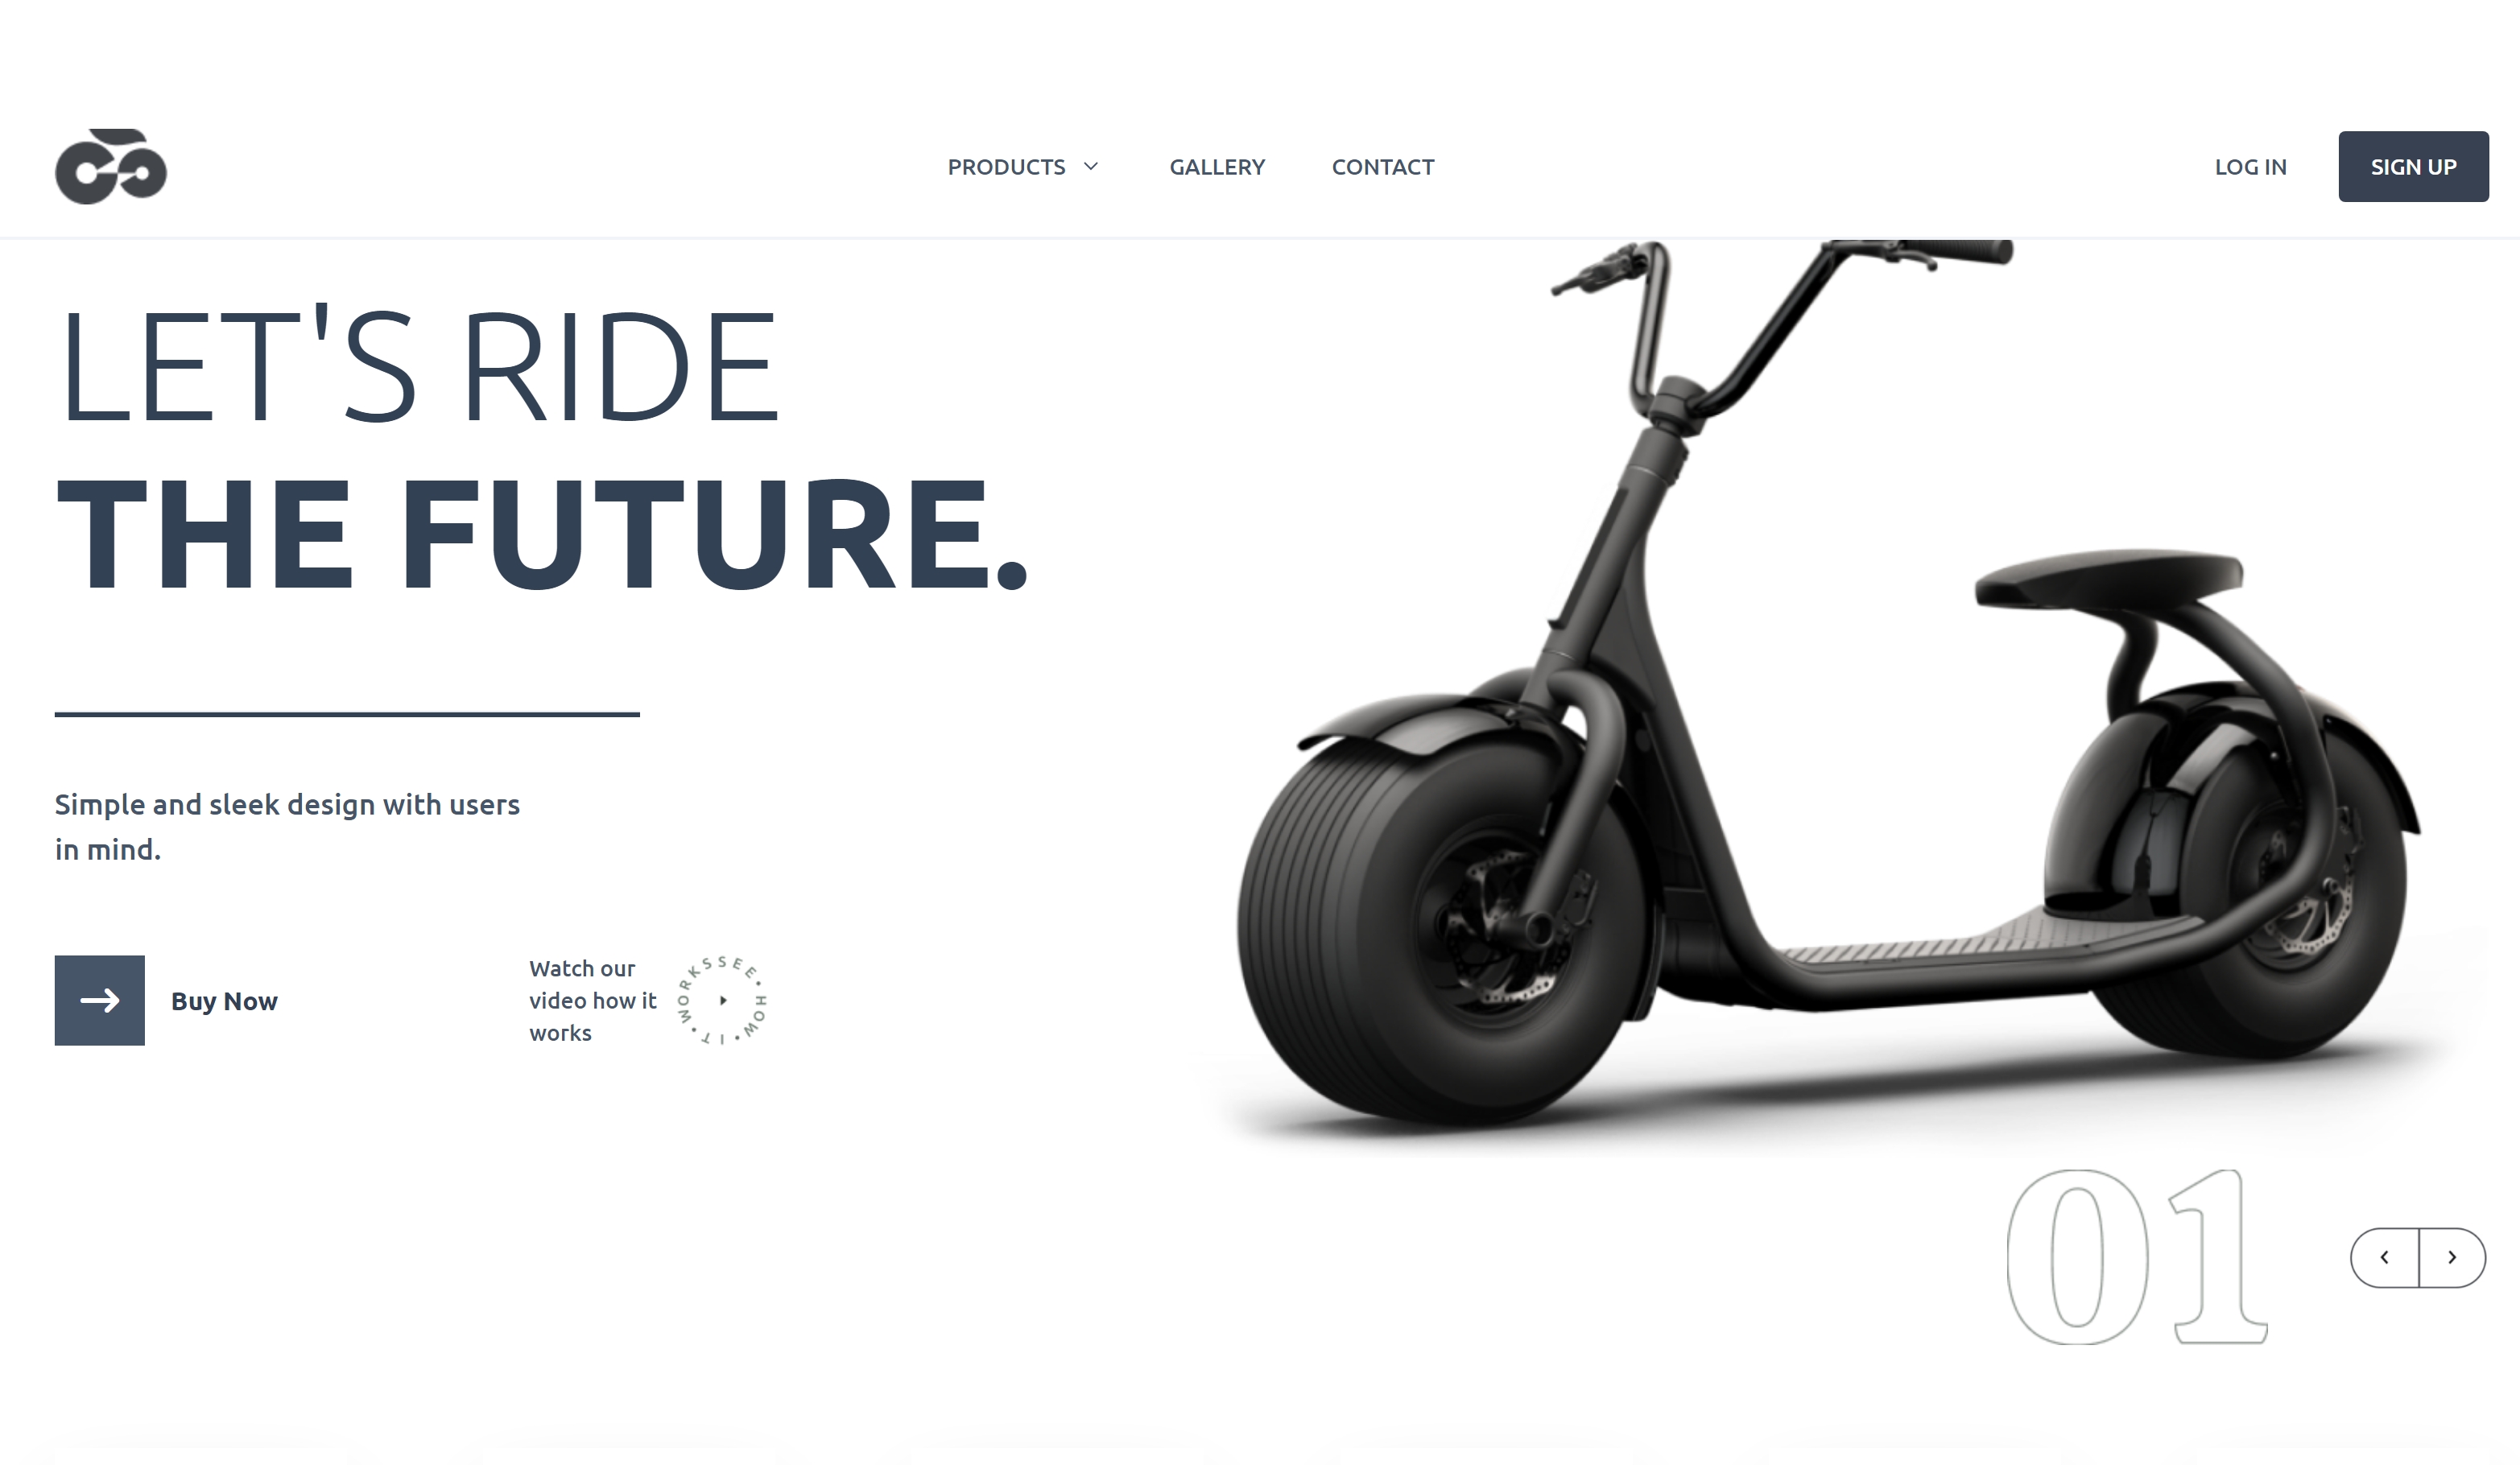 PRODUCTS
GALLERY
CONTACT
LOG IN
SIGN UP
LET'S RIDE
THE FUTURE.
Simple and sleek design with users
in mind.
Buy Now
Watch our
video how it
works
SEE • HOW • IT • WORKS
01